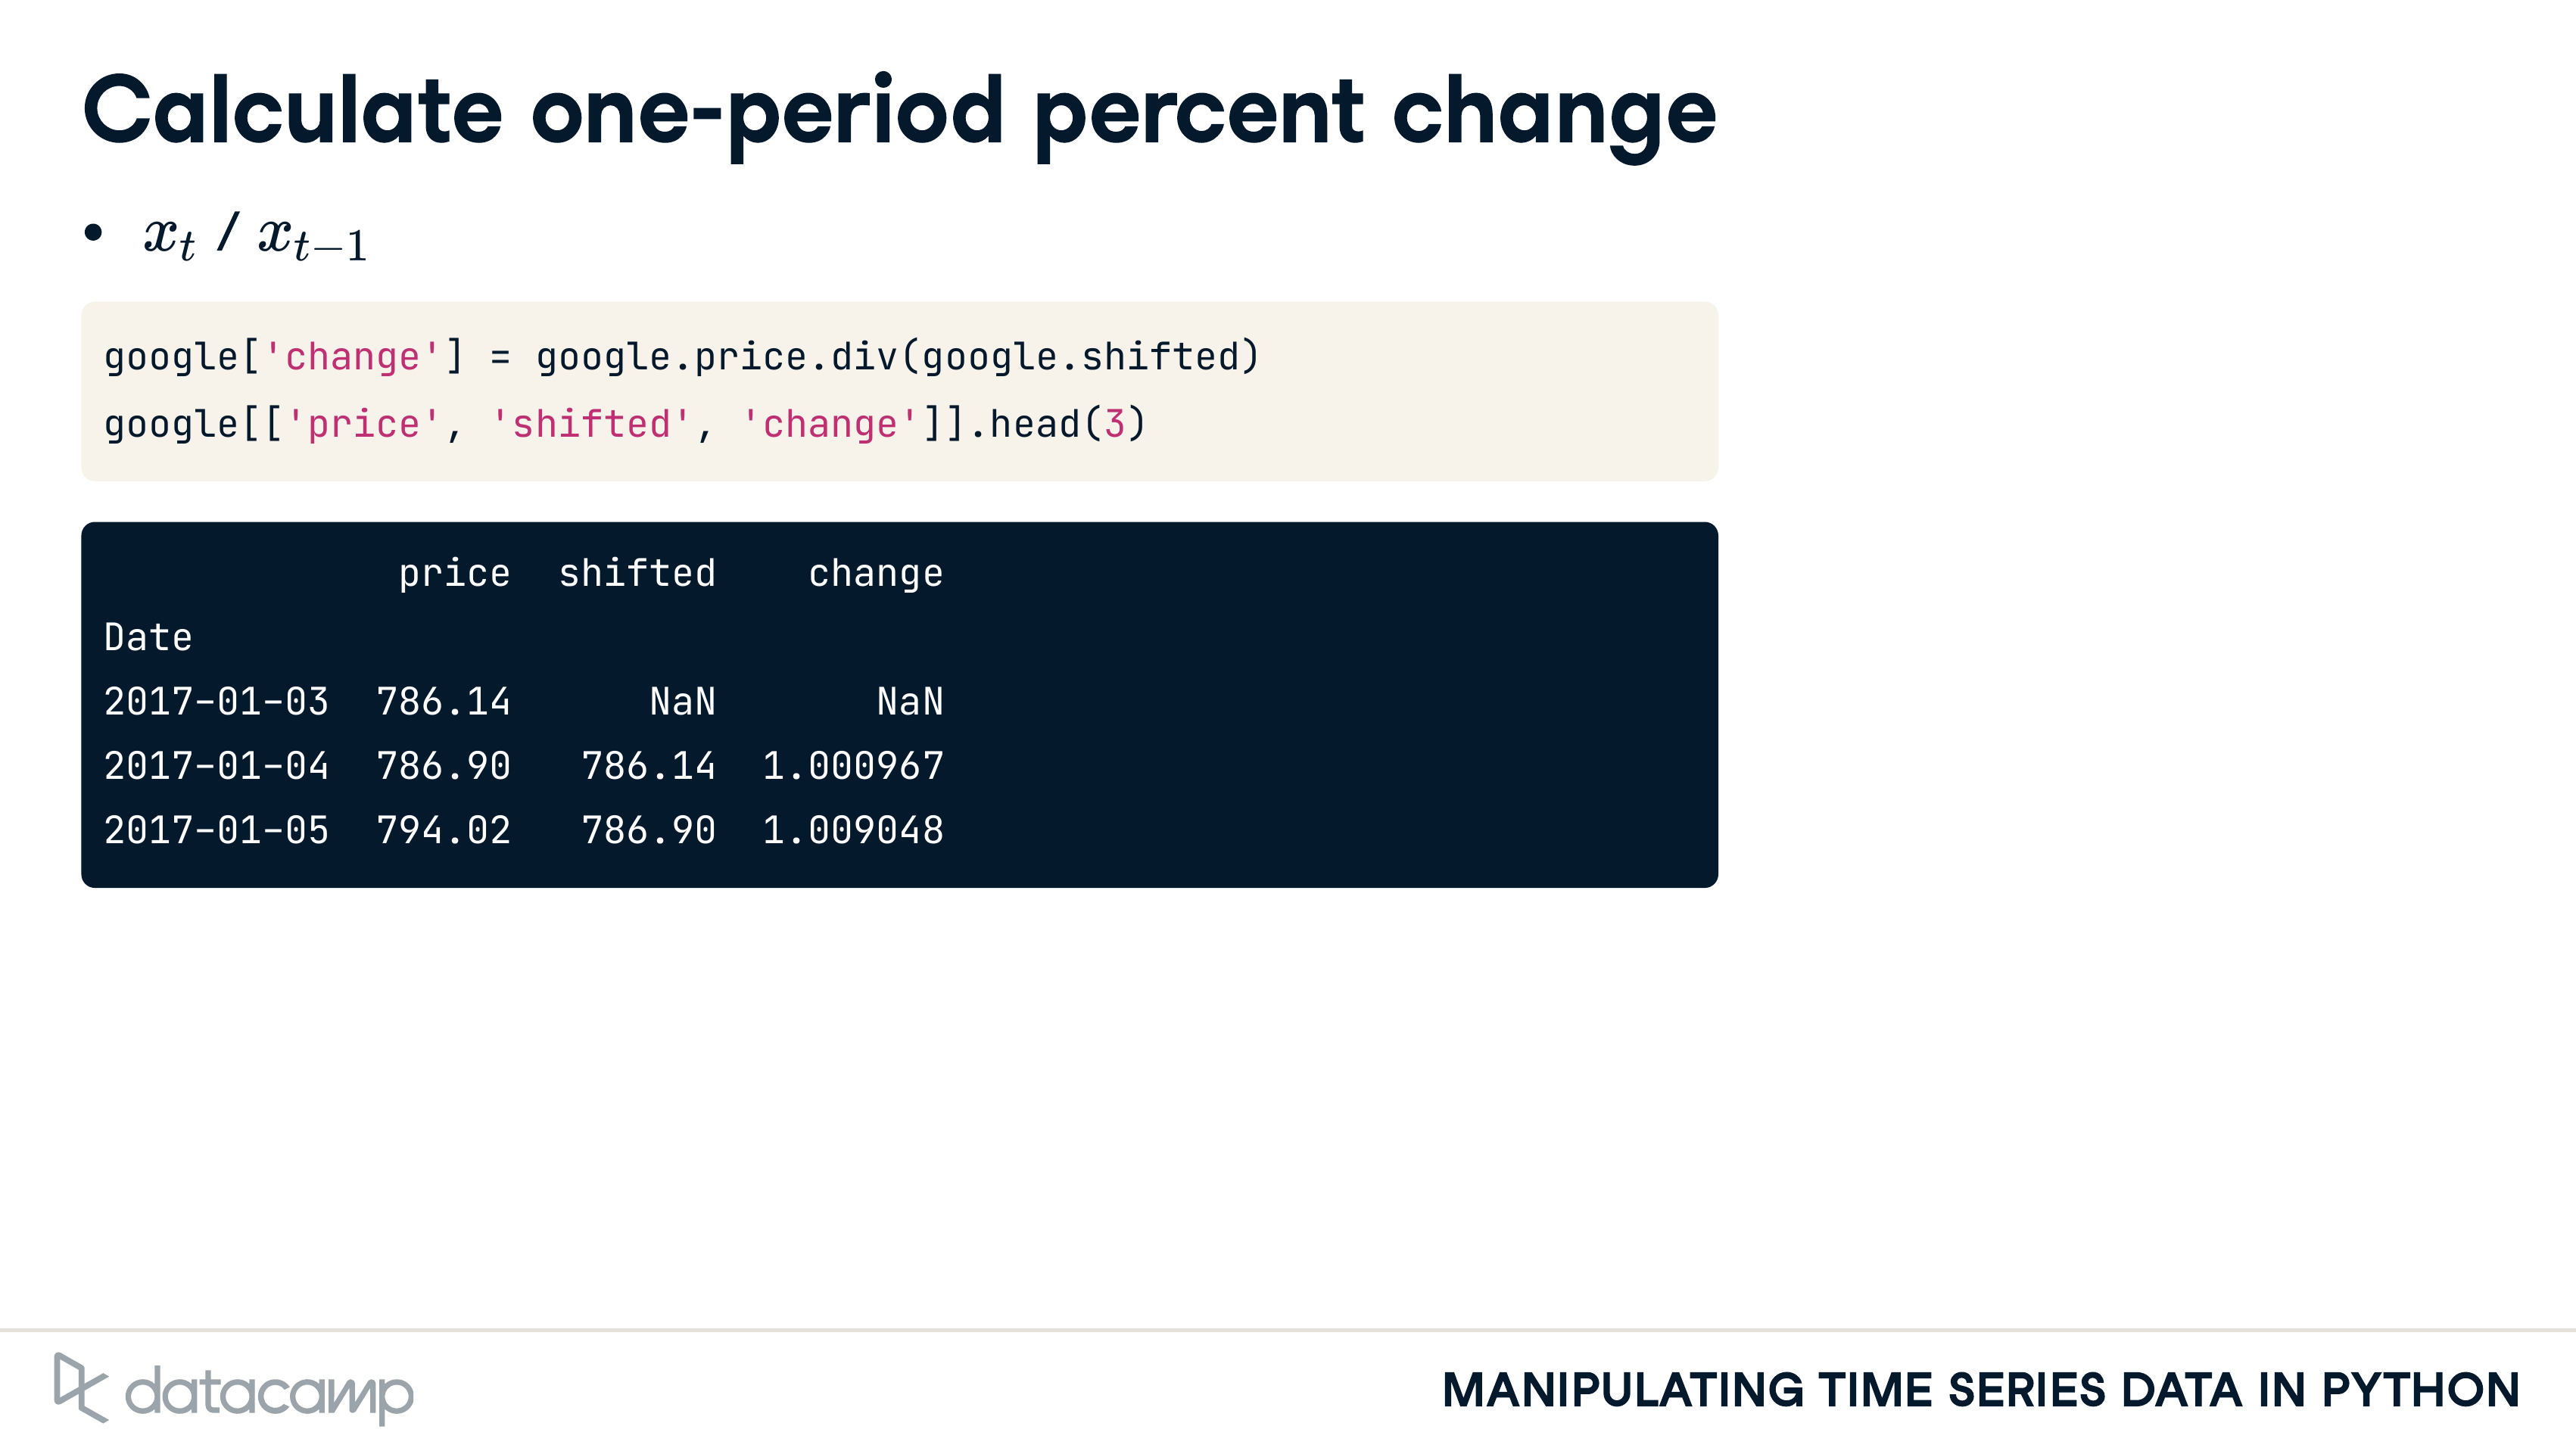 Calculate one-period percent change
• xₜ / xₜ₋₁
google['change'] = google.price.div(google.shifted)
google[['price', 'shifted', 'change']].head(3)
price shifted change
Date
2017-01-03 786.14 NaN NaN
2017-01-04 786.90 786.14 1.000967
2017-01-05 794.02 786.90 1.009048
datacamp
MANIPULATING TIME SERIES DATA IN PYTHON